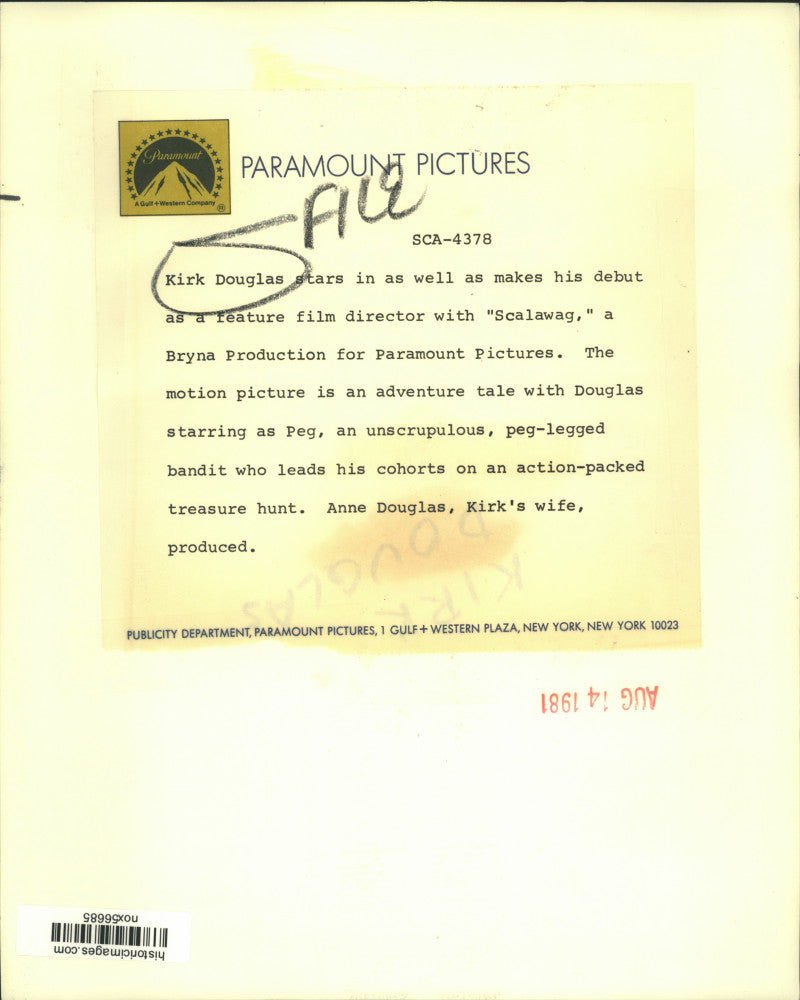 Paramount
A Gulf+Western Company
®
PARAMOUNT PICTURES
FILE
SCA-4378
Kirk Douglas stars in as well as makes his debut
as a feature film director with "Scalawag," a
Bryna Production for Paramount Pictures. The
motion picture is an adventure tale with Douglas
starring as Peg, an unscrupulous, peg-legged
bandit who leads his cohorts on an action-packed
treasure hunt. Anne Douglas, Kirk's wife,
produced.
KIRK
DOUGLAS
PUBLICITY DEPARTMENT, PARAMOUNT PICTURES, 1 GULF+WESTERN PLAZA, NEW YORK, NEW YORK 10023
AUG 14 1981
historicimages.com
nox56685